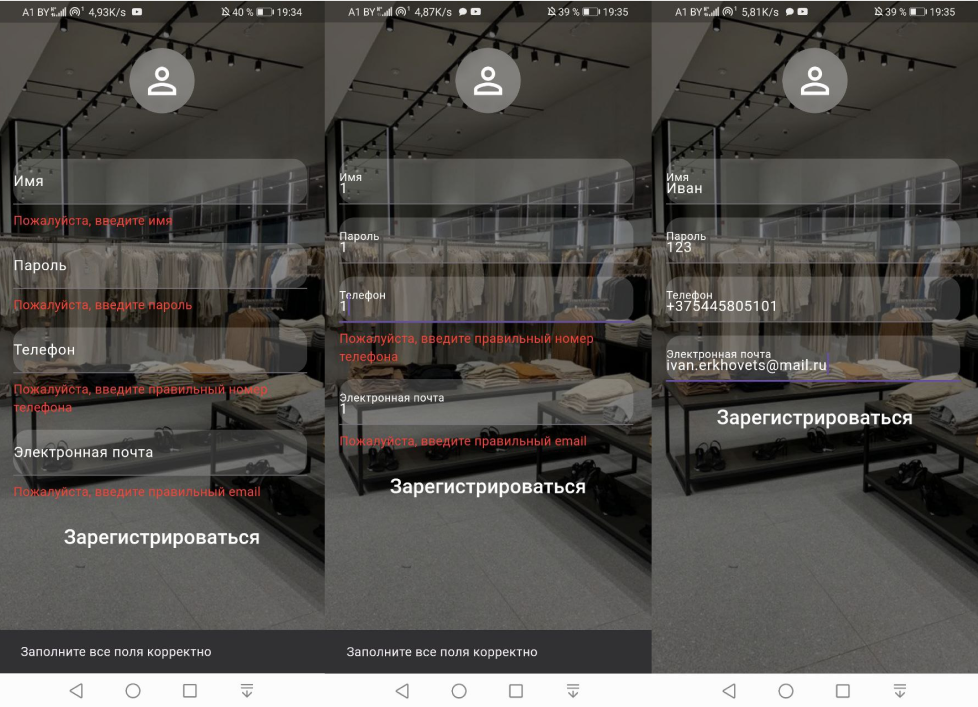 A1 BY 4,93K/s 40 % 19:34
Имя
Пожалуйста, введите имя
Пароль
Пожалуйста, введите пароль
Телефон
Пожалуйста, введите правильный номер
телефона
Электронная почта
Пожалуйста, введите правильный email
Зарегистрироваться
Заполните все поля корректно
A1 BY 4,87K/s 39 % 19:35
Имя
1
Пароль
1
Телефон
1
Пожалуйста, введите правильный номер
телефона
Электронная почта
1
Пожалуйста, введите правильный email
Зарегистрироваться
Заполните все поля корректно
A1 BY 5,81K/s 39 % 19:35
Имя
Иван
Пароль
123
Телефон
+375445805101
Электронная почта
ivan.erkhovets@mail.ru
Зарегистрироваться